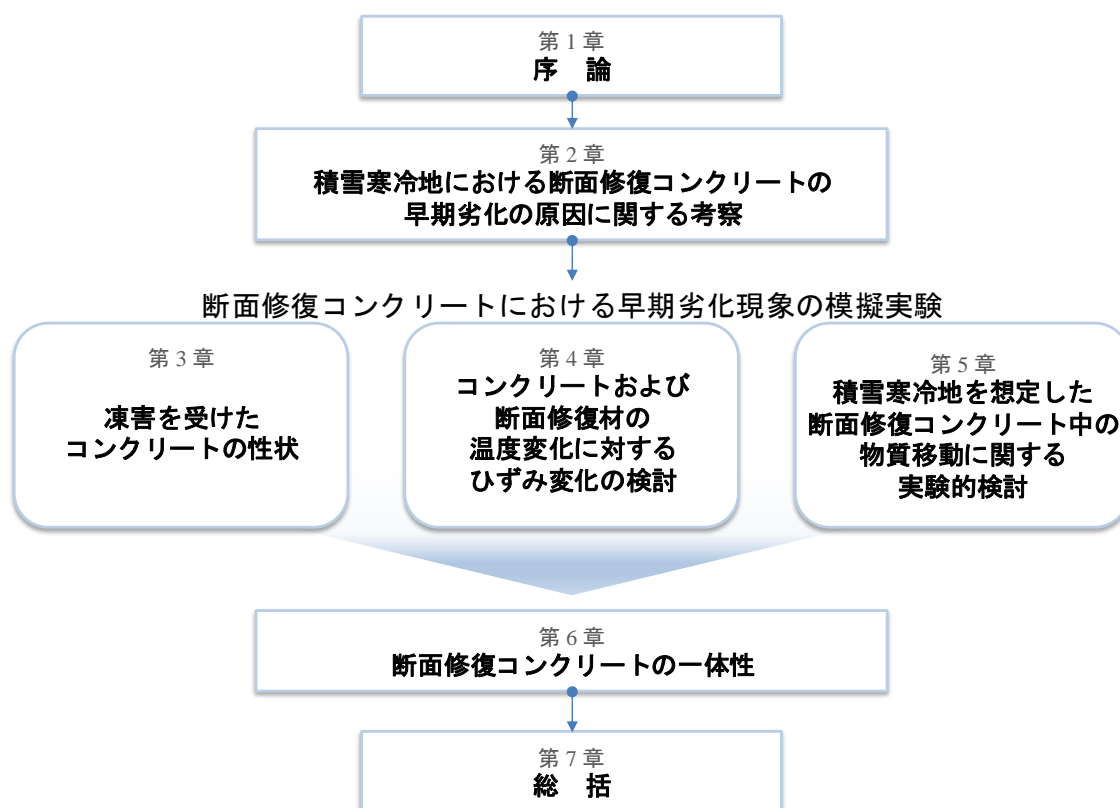 第 1 章
序 論
第 2 章
積雪寒冷地における断面修復コンクリートの
早期劣化の原因に関する考察
断面修復コンクリートにおける早期劣化現象の模擬実験
第 3 章
凍害を受けた
コンクリートの性状
第 4 章
コンクリートおよび
断面修復材の
温度変化に対する
ひずみ変化の検討
第 5 章
積雪寒冷地を想定した
断面修復コンクリート中の
物質移動に関する
実験的検討
第 6 章
断面修復コンクリートの一体性
第 7 章
総 括